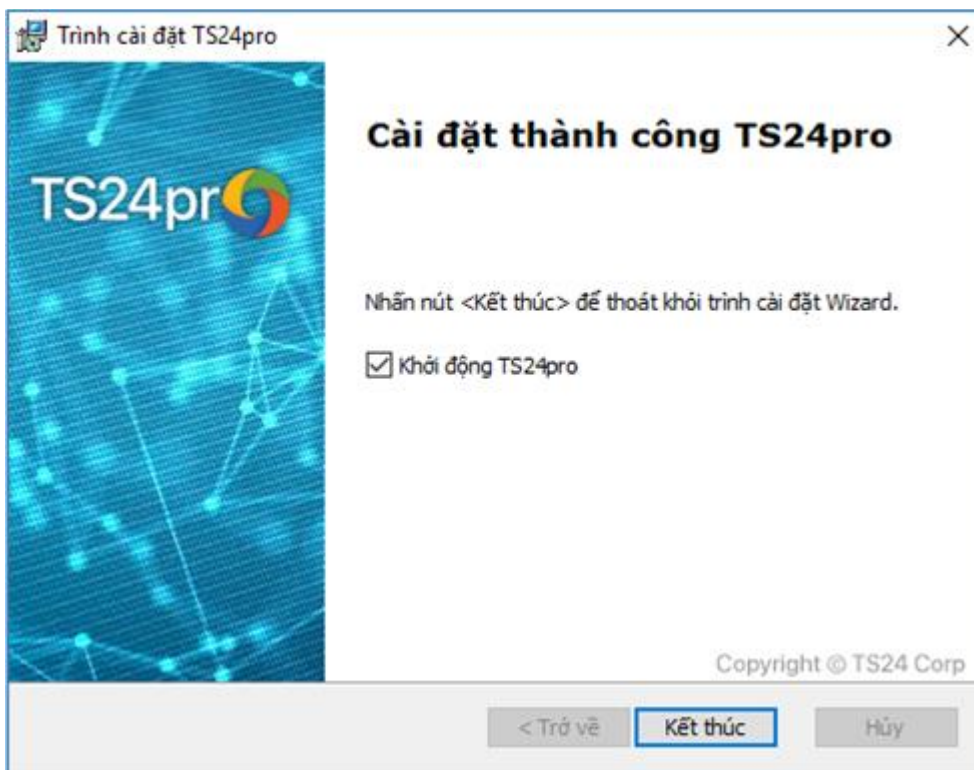 Trình cài đặt TS24pro
TS24pro
Cài đặt thành công TS24pro
Nhấn nút <Kết thúc> để thoát khỏi trình cài đặt Wizard.
Khởi động TS24pro
Copyright © TS24 Corp
< Trở về
Kết thúc
Hủy